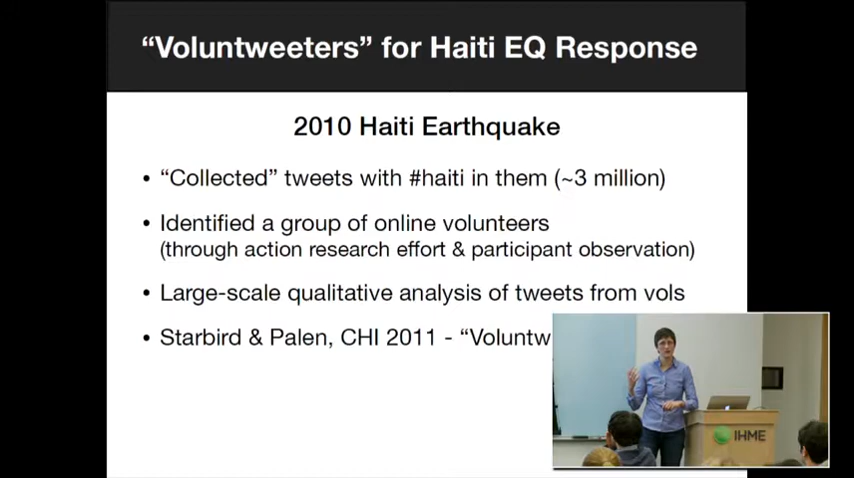 “Voluntweeters” for Haiti EQ Response
2010 Haiti Earthquake
• “Collected” tweets with #haiti in them (~3 million)
• Identified a group of online volunteers
(through action research effort & participant observation)
• Large-scale qualitative analysis of tweets from vols
• Starbird & Palen, CHI 2011 - “Voluntw
IHME